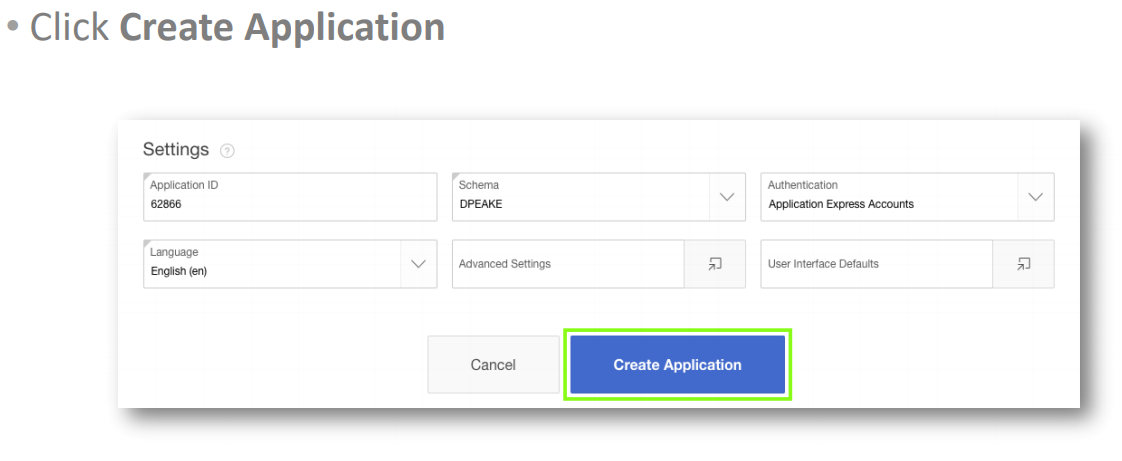 • Click Create Application
Settings ?
Application ID
62866
Schema
DPEAKE
Authentication
Application Express Accounts
Language
English (en)
Advanced Settings
User Interface Defaults
Cancel
Create Application